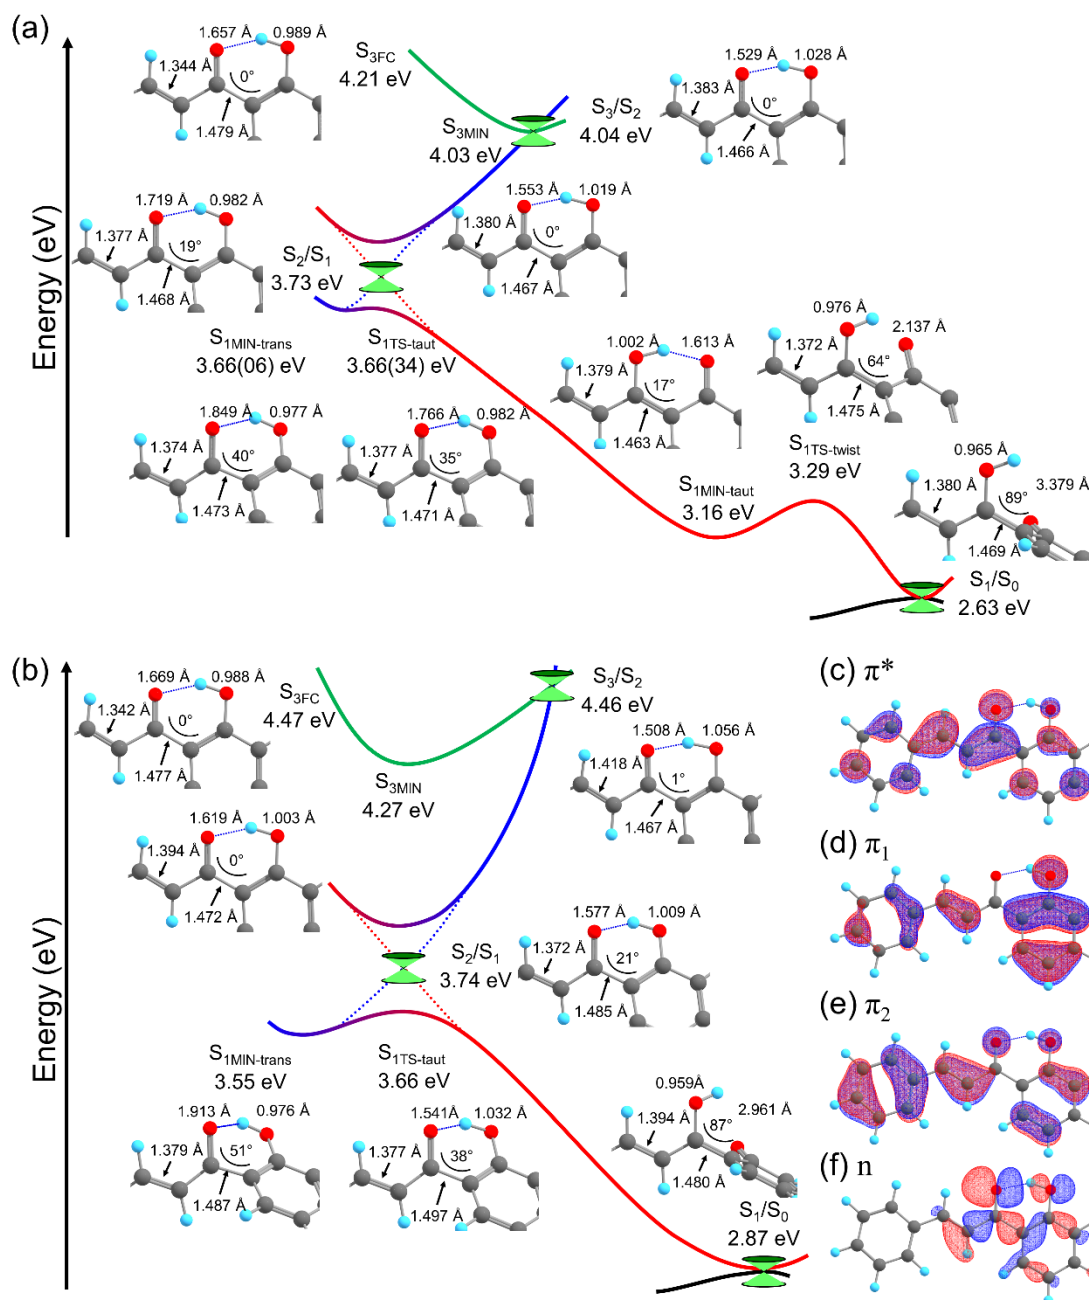 (a)
Energy (eV)
1.657 Å 0.989 Å
1.344 Å
0°
1.479 Å
S3FC
4.21 eV
S3MIN
4.03 eV
S3/S2
4.04 eV
1.529 Å 1.028 Å
1.383 Å
0°
1.466 Å
1.719 Å 0.982 Å
1.377 Å
19°
1.468 Å
S2/S1
3.73 eV
1.553 Å 1.019 Å
1.380 Å
0°
1.467 Å
S1MIN-trans
3.66(06) eV
S1TS-taut
3.66(34) eV
1.849 Å 0.977 Å
1.374 Å
40°
1.473 Å
1.766 Å 0.982 Å
1.377 Å
35°
1.471 Å
1.002 Å 1.613 Å
1.379 Å
17°
1.463 Å
S1MIN-taut
3.16 eV
0.976 Å
2.137 Å
1.372 Å
64°
1.475 Å
S1TS-twist
3.29 eV
0.965 Å
3.379 Å
1.380 Å
89°
1.469 Å
S1/S0
2.63 eV
(b)
Energy (eV)
1.669 Å 0.988 Å
1.342 Å
0°
1.477 Å
S3FC
4.47 eV
S3MIN
4.27 eV
S3/S2
4.46 eV
1.508 Å 1.056 Å
1.418 Å
1°
1.467 Å
1.619 Å 1.003 Å
1.394 Å
0°
1.472 Å
S2/S1
3.74 eV
1.577 Å 1.009 Å
1.372 Å
21°
1.485 Å
S1MIN-trans
3.55 eV
S1TS-taut
3.66 eV
1.913 Å 0.976 Å
1.379 Å
51°
1.487 Å
1.541Å 1.032 Å
1.377 Å
38°
1.497 Å
0.959Å
2.961 Å
1.394 Å
87°
1.480 Å
S1/S0
2.87 eV
(c) π*
(d) π1
(e) π2
(f) n